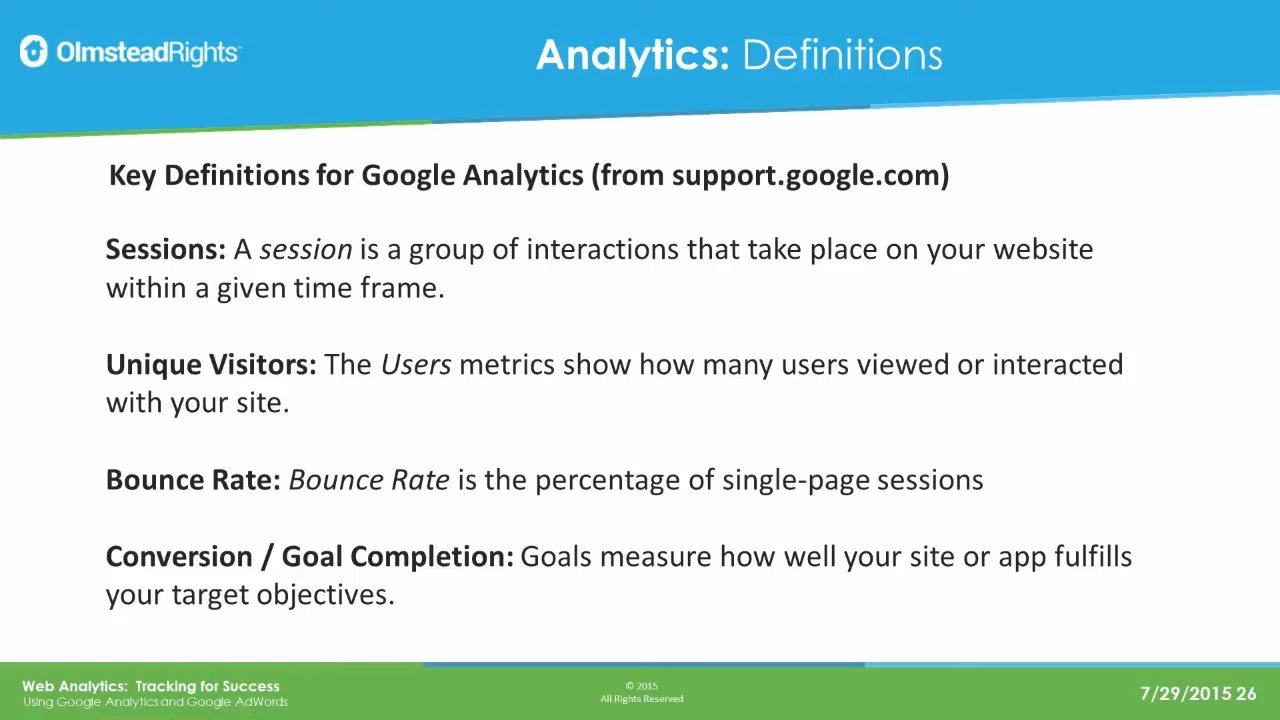 OlmsteadRights
Analytics: Definitions
Key Definitions for Google Analytics (from support.google.com)
Sessions: A session is a group of interactions that take place on your website
within a given time frame.
Unique Visitors: The Users metrics show how many users viewed or interacted
with your site.
Bounce Rate: Bounce Rate is the percentage of single-page sessions
Conversion / Goal Completion: Goals measure how well your site or app fulfills
your target objectives.
Web Analytics: Tracking for Success
Using Google Analytics and Google AdWords
© 2015
All Rights Reserved
7/29/2015 26